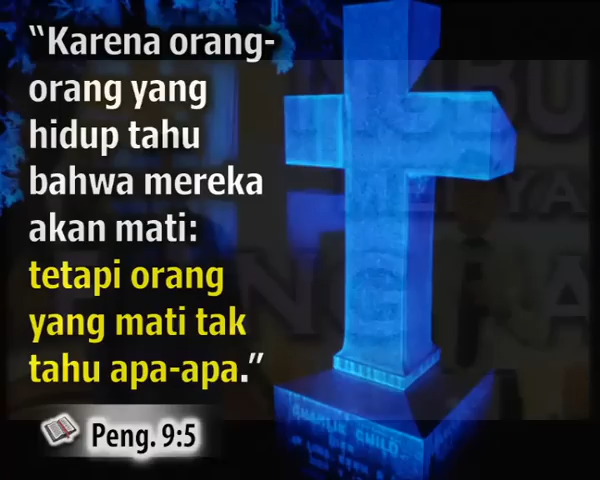 “Karena orang-
orang yang
hidup tahu
bahwa mereka
akan mati:
tetapi orang
yang mati tak
tahu apa-apa.”
Peng. 9:5